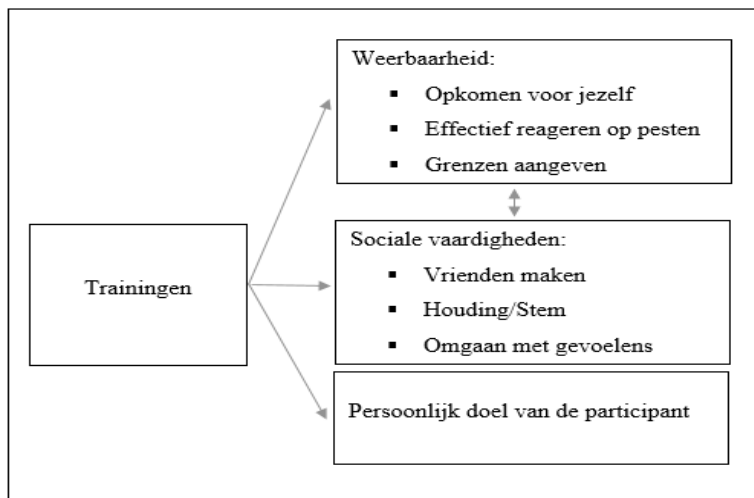 Weerbaarheid:
▪ Opkomen voor jezelf
▪ Effectief reageren op pesten
▪ Grenzen aangeven
Trainingen
Sociale vaardigheden:
▪ Vrienden maken
▪ Houding/Stem
▪ Omgaan met gevoelens
Persoonlijk doel van de participant